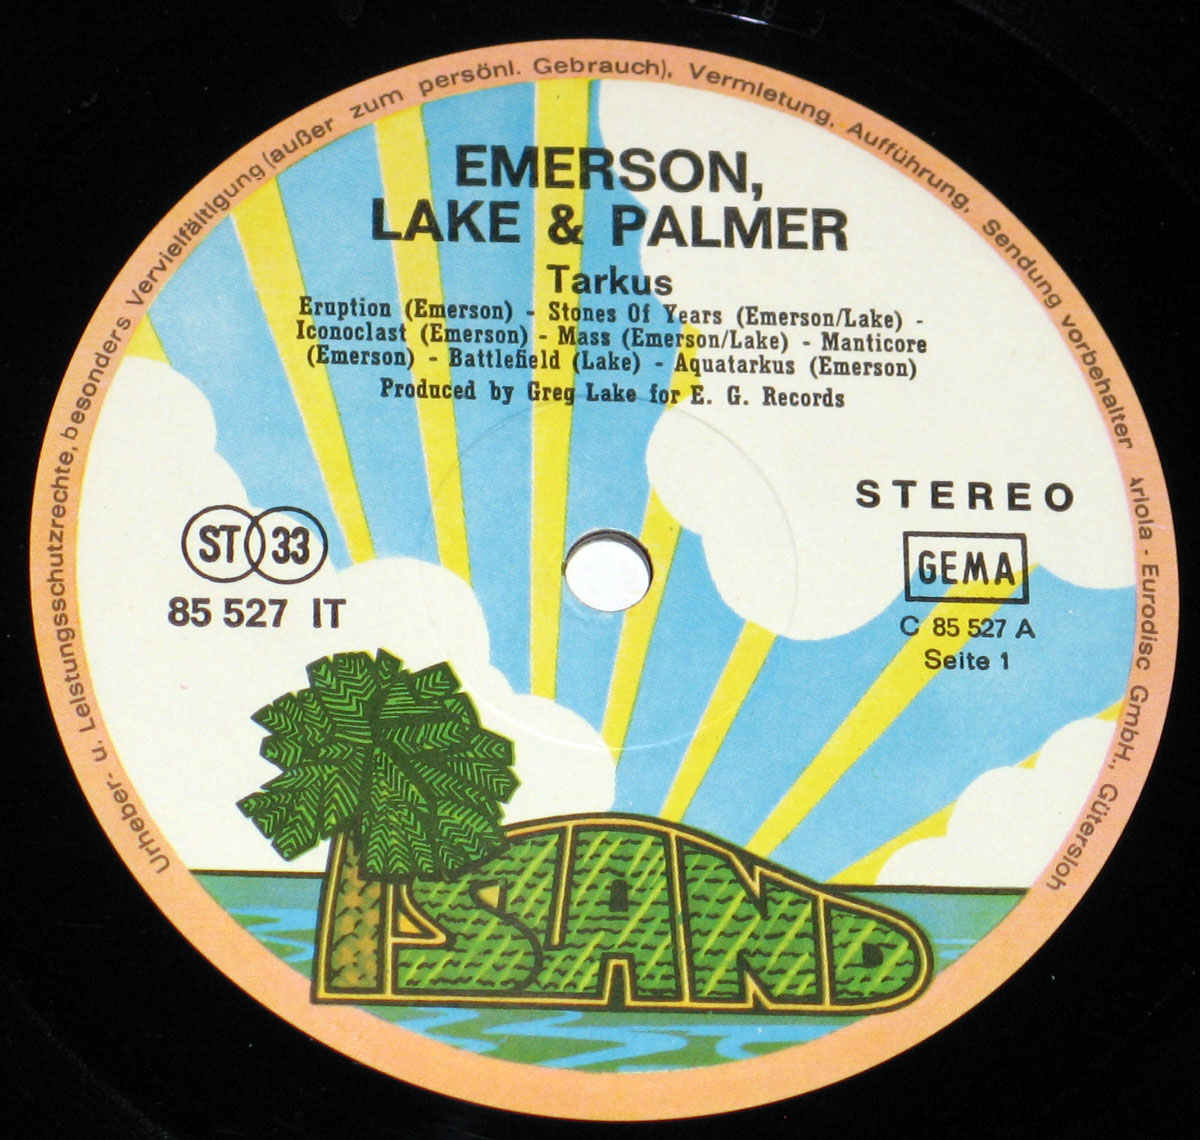 Urheber- u. Leistungsschutzrechte, besonders Vervielfältigung (außer zum persönl. Gebrauch), Vermietung, Aufführung, Sendung vorbehalten Ariola - Eurodisc GmbH., Gütersloh
EMERSON,
LAKE & PALMER
Tarkus
Eruption (Emerson) - Stones Of Years (Emerson/Lake) -
Iconoclast (Emerson) - Mass (Emerson/Lake) - Manticore
(Emerson) - Battlefield (Lake) - Aquatarkus (Emerson)
Produced by Greg Lake for E. G. Records
ST 33
85 527 IT
STEREO
GEMA
C 85 527 A
Seite 1
ISLAND